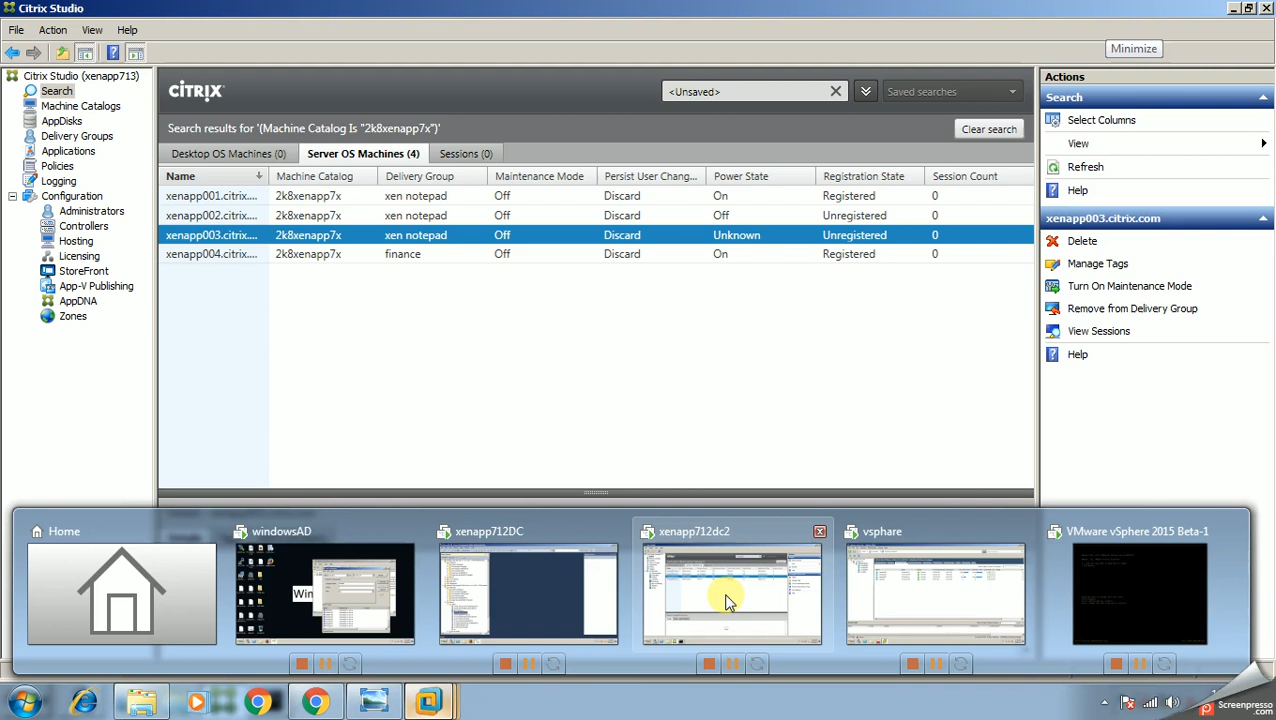 Citrix Studio
File Action View Help
Minimize
Citrix Studio (xenapp713)
Search
Machine Catalogs
AppDisks
Delivery Groups
Applications
Policies
Logging
Configuration
Administrators
Controllers
Hosting
Licensing
StoreFront
App-V Publishing
AppDNA
Zones
CİTRIX
<Unsaved>
Saved searches
Search results for '(Machine Catalog Is "2k8xenapp7x")'
Clear search
Desktop OS Machines (0) Server OS Machines (4) Sessions (0)
Name Machine Catalog Delivery Group Maintenance Mode Persist User Chang... Power State Registration State Session Count
xenapp001.citrix.... 2k8xenapp7x xen notepad Off Discard On Registered 0
xenapp002.citrix.... 2k8xenapp7x xen notepad Off Discard Off Unregistered 0
xenapp003.citrix.... 2k8xenapp7x xen notepad Off Discard Unknown Unregistered 0
xenapp004.citrix.... 2k8xenapp7x finance Off Discard On Registered 0
Actions
Search
Select Columns
View
Refresh
Help
xenapp003.citrix.com
Delete
Manage Tags
Turn On Maintenance Mode
Remove from Delivery Group
View Sessions
Help
Home windowsAD xenapp712DC xenapp712dc2 vsphare VMware vSphere 2015 Beta-1
Screenpresso
.com